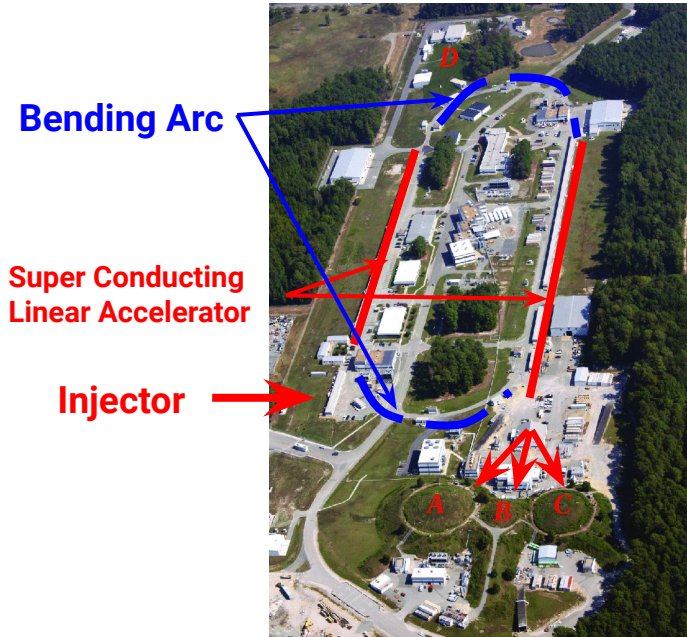 D
Bending Arc
Super Conducting
Linear Accelerator
Injector
A
B
C